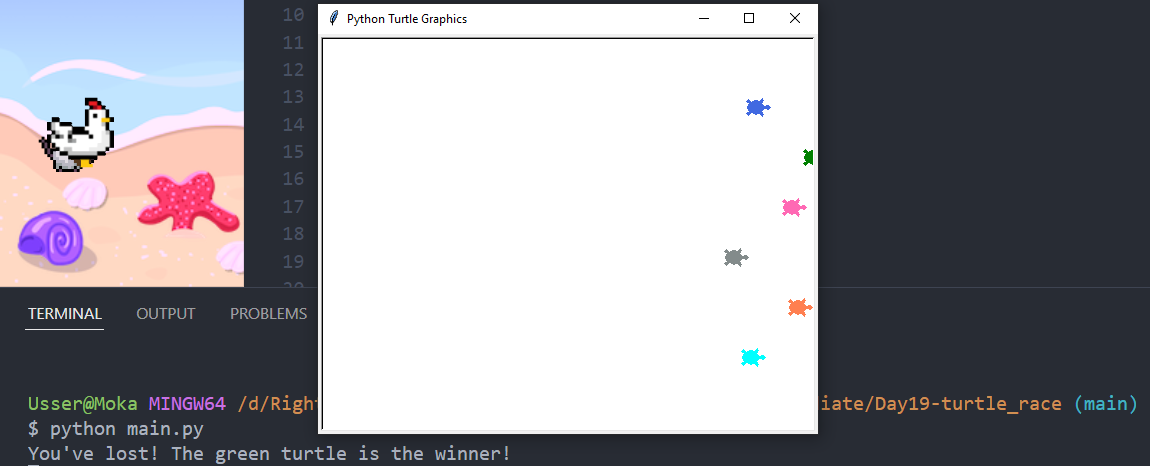 Python Turtle Graphics
10
11
12
13
14
15
16
17
18
19
TERMINAL OUTPUT PROBLEMS
Usser@Moka MINGW64 /d/Right iate/Day19-turtle_race (main)
$ python main.py
You've lost! The green turtle is the winner!